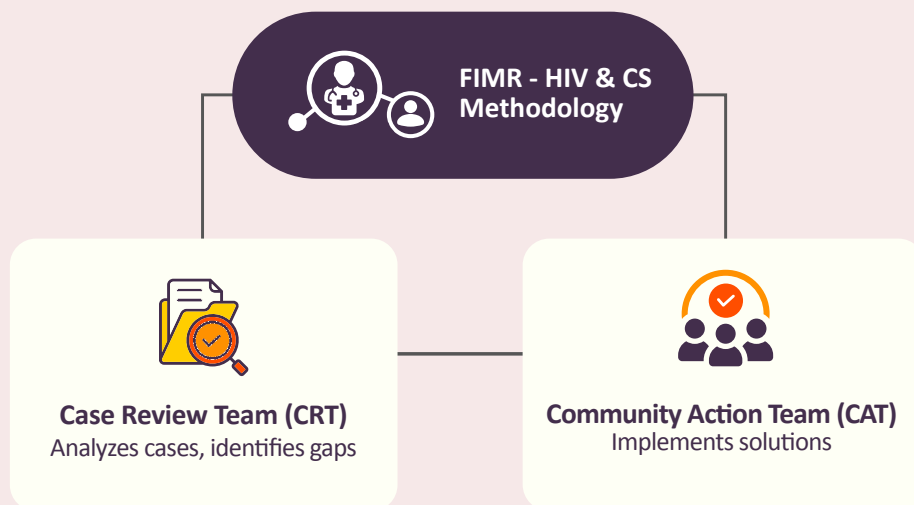 FIMR - HIV & CS
Methodology
Case Review Team (CRT)
Analyzes cases, identifies gaps
Community Action Team (CAT)
Implements solutions